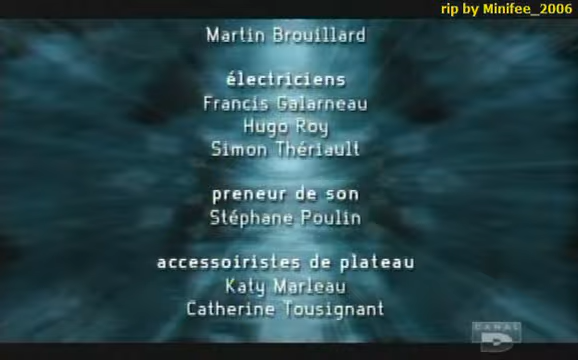 rip by Minifee_2006
Martin Brouillard
électriciens
Francis Galarneau
Hugo Roy
Simon Thériault
preneur de son
Stéphane Poulin
accessoiristes de plateau
Katy Marleau
Catherine Tousignant
CANAL
D